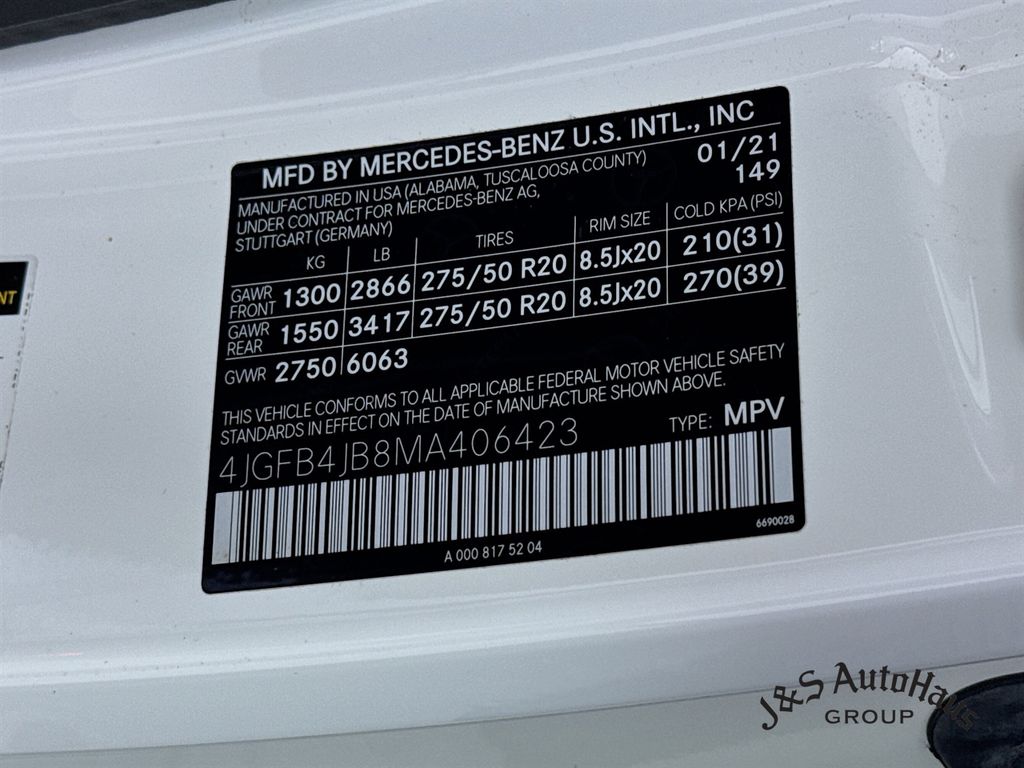 MFD BY MERCEDES-BENZ U.S. INTL., INC
MANUFACTURED IN USA (ALABAMA, TUSCALOOSA COUNTY) 01/21
UNDER CONTRACT FOR MERCEDES-BENZ AG, 149
STUTTGART (GERMANY)
KG LB TIRES RIM SIZE COLD KPA (PSI)
GAWR FRONT 1300 2866 275/50 R20 8.5Jx20 210(31)
GAWR REAR 1550 3417 275/50 R20 8.5Jx20 270(39)
GVWR 2750 6063
THIS VEHICLE CONFORMS TO ALL APPLICABLE FEDERAL MOTOR VEHICLE SAFETY
STANDARDS IN EFFECT ON THE DATE OF MANUFACTURE SHOWN ABOVE.
4JGFB4JB8MA406423 TYPE: MPV
A 000 817 52 04 6690028
NT
J&S AutoHaus
GROUP